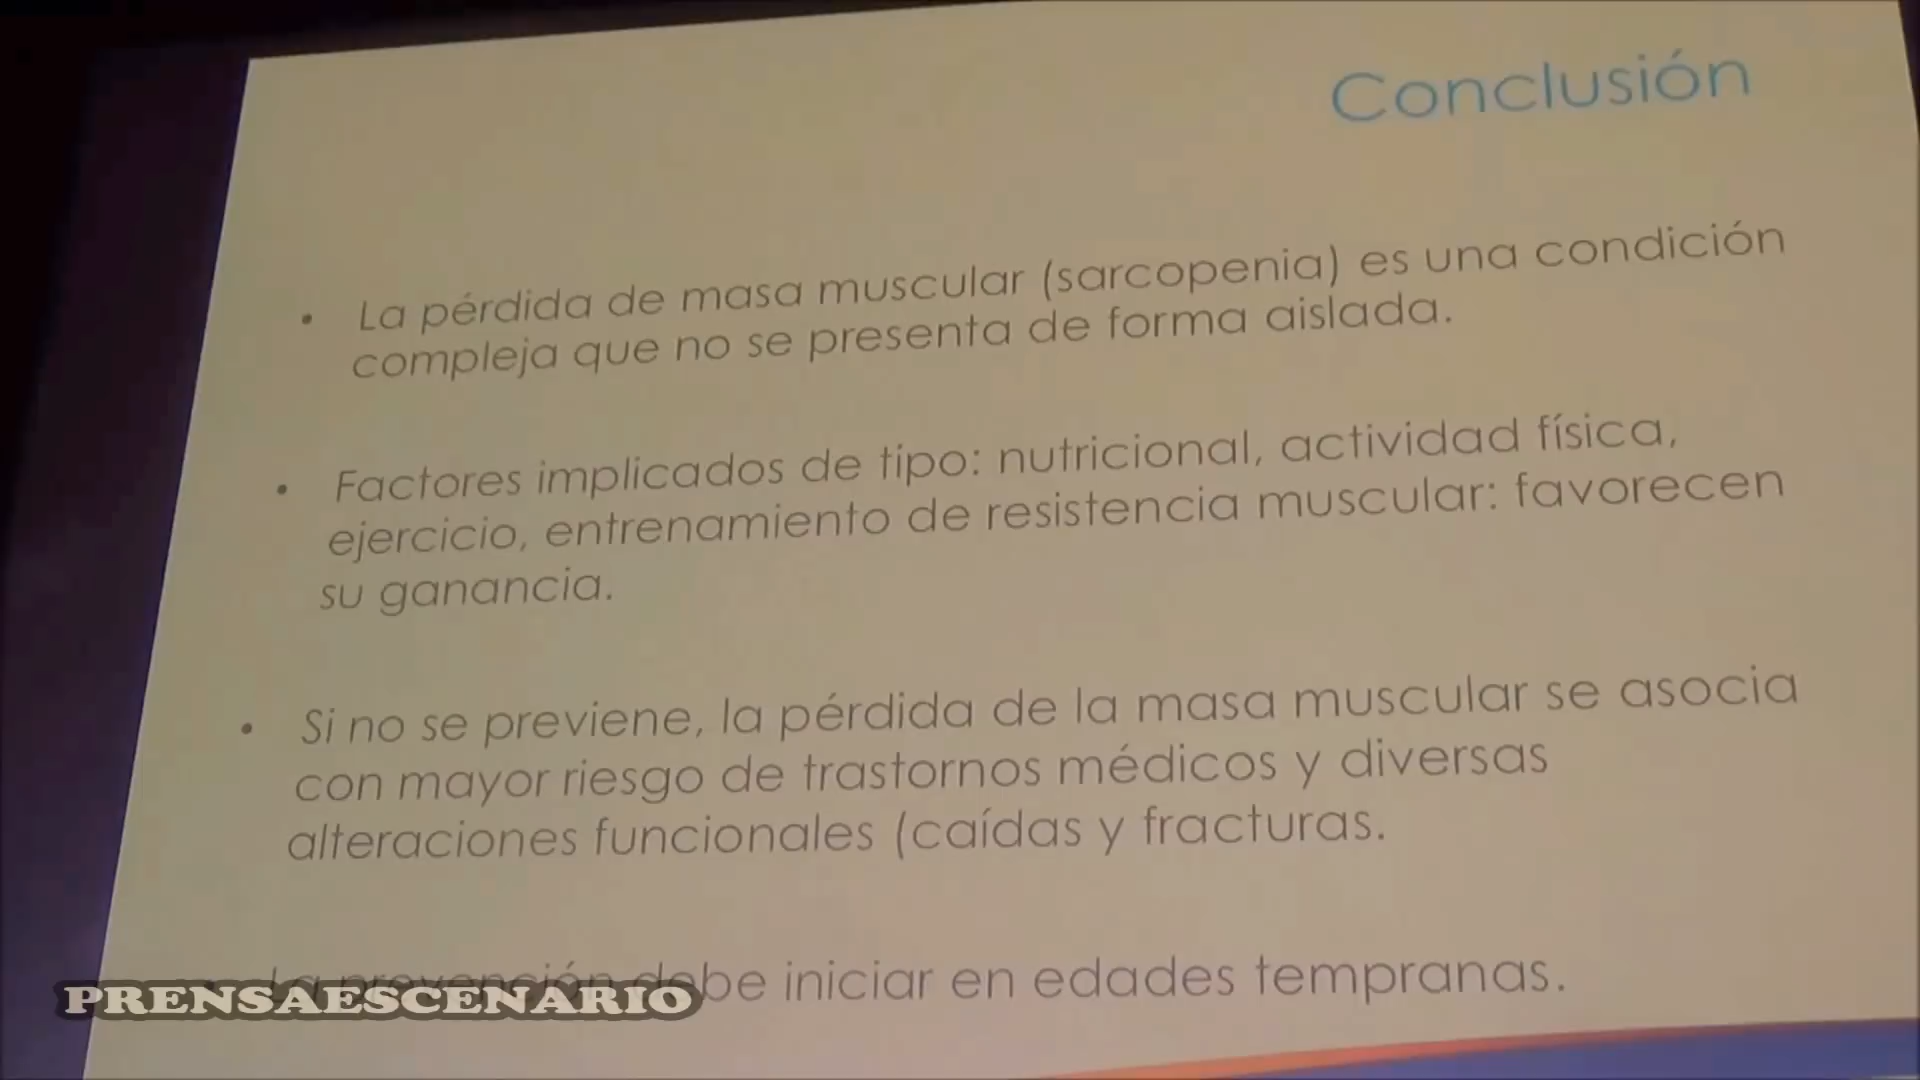 Conclusión
• La pérdida de masa muscular (sarcopenia) es una condición
compleja que no se presenta de forma aislada.
• Factores implicados de tipo: nutricional, actividad física,
ejercicio, entrenamiento de resistencia muscular: favorecen
su ganancia.
• Si no se previene, la pérdida de la masa muscular se asocia
con mayor riesgo de trastornos médicos y diversas
alteraciones funcionales (caídas y fracturas.
La prevención debe iniciar en edades tempranas.
PRENSAESCENARIO